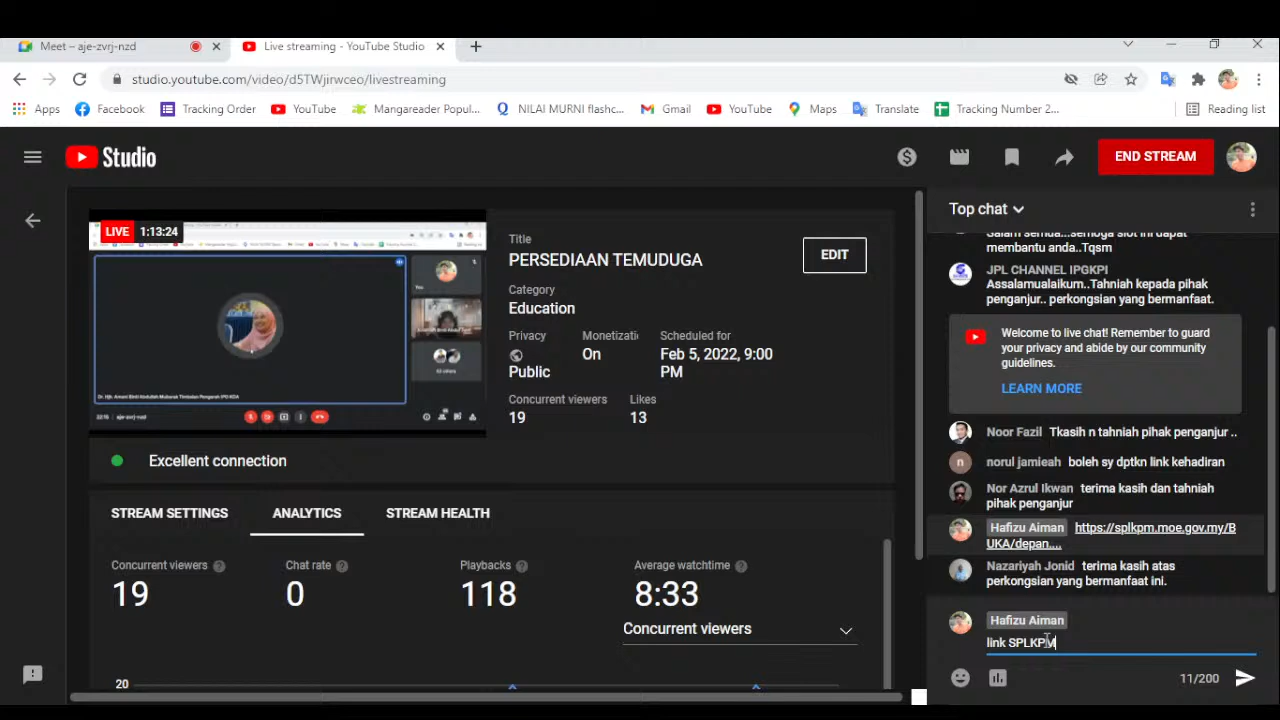 Meet – aje-zvrj-nzd
Live streaming - YouTube Studio
studio.youtube.com/video/d5TWjirwceo/livestreaming
Apps Facebook Tracking Order YouTube Mangareader Popul... NILAI MURNI flashc... Gmail YouTube Maps Translate Tracking Number 2... Reading list
Studio
END STREAM
LIVE 1:13:24
Title
PERSEDIAAN TEMUDUGA
EDIT
Category
Education
Privacy Monetizati Scheduled for
Public On Feb 5, 2022, 9:00
PM
Concurrent viewers Likes
19 13
Excellent connection
STREAM SETTINGS ANALYTICS STREAM HEALTH
Concurrent viewers Chat rate Playbacks Average watchtime
19 0 118 8:33
Concurrent viewers
20
Top chat
Salam semua...semoga slot ini dapat
membantu anda..Tqsm
JPL CHANNEL IPGKPI
Assalamualaikum..Tahniah kepada pihak
penganjur.. perkongsian yang bermanfaat.
Welcome to live chat! Remember to guard
your privacy and abide by our community
guidelines.
LEARN MORE
Noor Fazil Tkasih n tahniah pihak penganjur ..
n norul jamieah boleh sy dptkn link kehadiran
Nor Azrul Ikwan terima kasih dan tahniah
pihak penganjur
Hafizu Aiman https://splkpm.moe.gov.my/B
UKA/depan....
Nazariyah Jonid terima kasih atas
perkongsian yang bermanfaat ini.
Hafizu Aiman
link SPLKPM
11/200